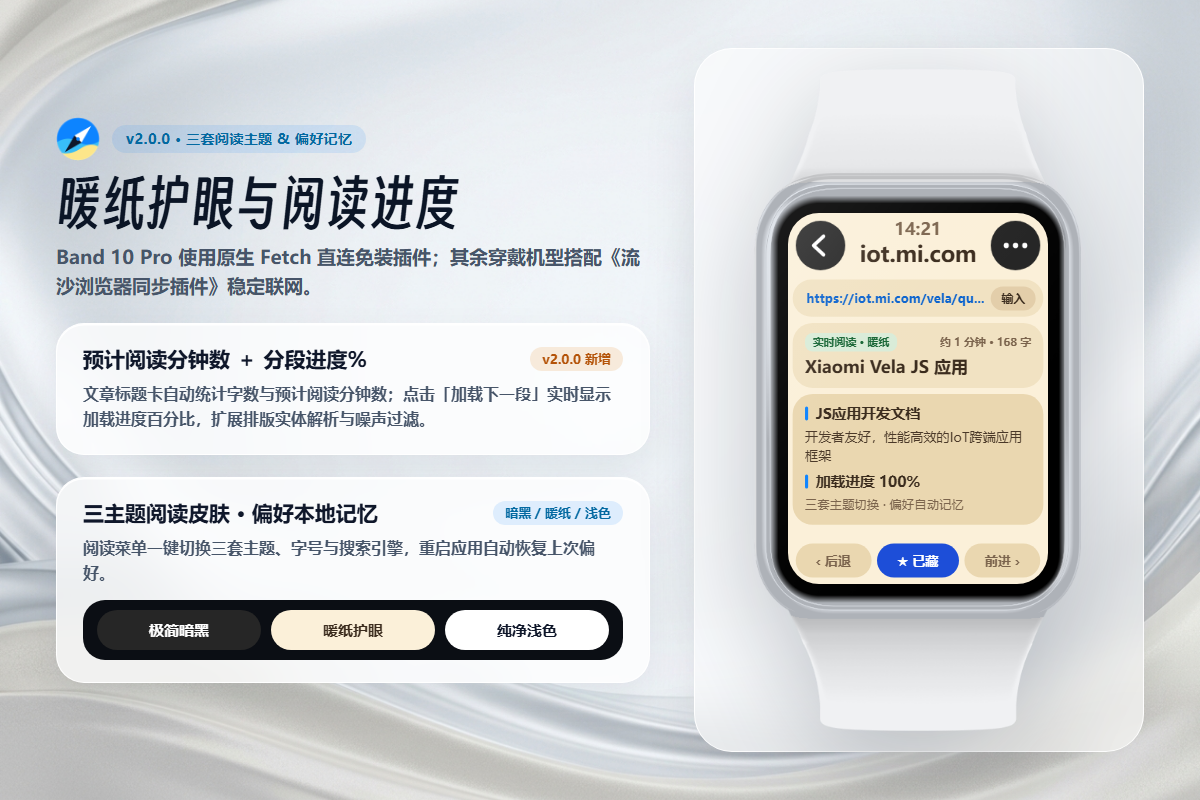 v2.0.0 • 三套阅读主题 & 偏好记忆
暖纸护眼与阅读进度
Band 10 Pro 使用原生 Fetch 直连免装插件；其余穿戴机型搭配《流
沙浏览器同步插件》稳定联网。
预计阅读分钟数 + 分段进度%
v2.0.0 新增
文章标题卡自动统计字数与预计阅读分钟数；点击「加载下一段」实时显示
加载进度百分比，扩展排版实体解析与噪声过滤。
三主题阅读皮肤 • 偏好本地记忆
暗黑 / 暖纸 / 浅色
阅读菜单一键切换三套主题、字号与搜索引擎，重启应用自动恢复上次偏
好。
极简暗黑
暖纸护眼
纯净浅色
14:21
iot.mi.com
https://iot.mi.com/vela/qu...
输入
实时阅读 • 暖纸
约 1 分钟 • 168 字
Xiaomi Vela JS 应用
JS应用开发文档
开发者友好，性能高效的IoT跨端应用
框架
加载进度 100%
三套主题切换 · 偏好自动记忆
‹ 后退
★ 已藏
前进 ›